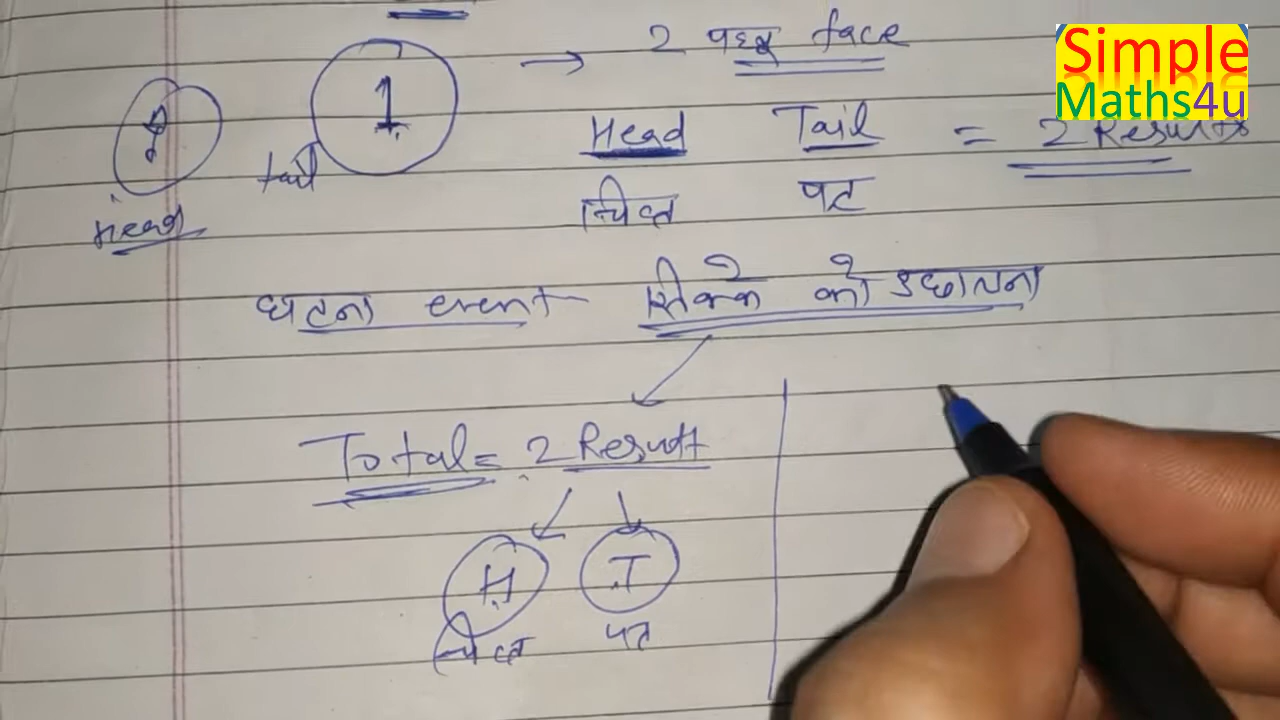 Simple
Maths4u
2 पक्ष face
1
Head Tail = 2 Results
tail
Head
चित्त पट
घटना event सिक्के को उछालना
Total = 2 Result
H T
चित्त पट